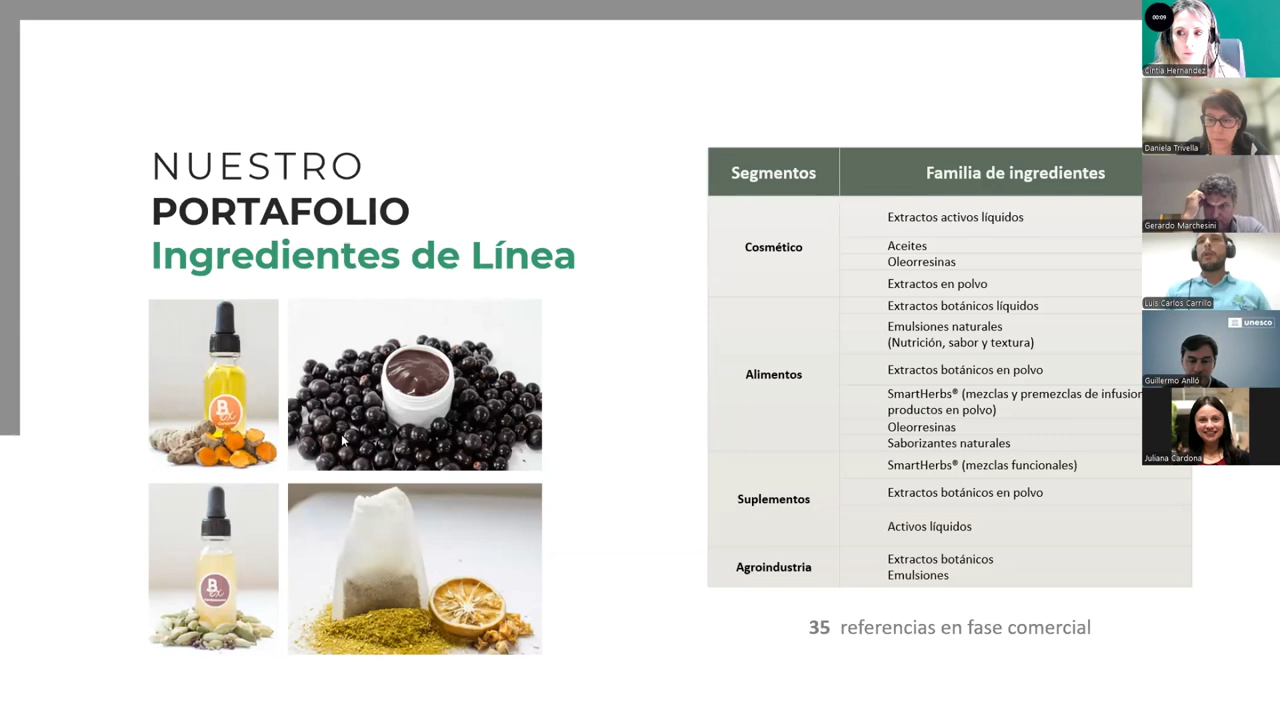 NUESTRO
PORTAFOLIO
Ingredientes de Línea
Segmentos
Familia de ingredientes
Cosmético
Extractos activos líquidos
Aceites
Oleorresinas
Extractos en polvo
Alimentos
Extractos botánicos líquidos
Emulsiones naturales
(Nutrición, sabor y textura)
Extractos botánicos en polvo
SmartHerbs® (mezclas y premezclas de infusion
productos en polvo)
Oleorresinas
Saborizantes naturales
Suplementos
SmartHerbs® (mezclas funcionales)
Extractos botánicos en polvo
Activos líquidos
Agroindustria
Extractos botánicos
Emulsiones
35 referencias en fase comercial
00:09
Cintia Hernandez
Daniela Trivella
Gerardo Marchesini
Luis Carlos Carrillo
unesco
Guillermo Anlló
Juliana Cardona